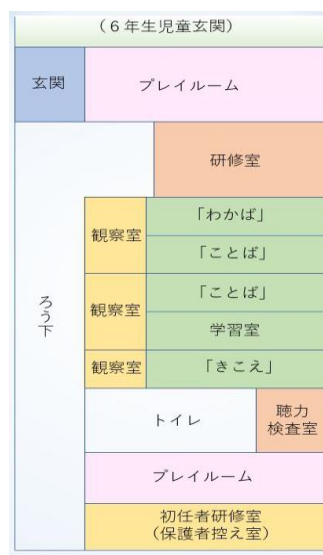 (６年生児童玄関)
玄関
プレイルーム
研修室
観察室
「わかば」
「ことば」
観察室
「ことば」
学習室
ろう下
観察室
「きこえ」
トイレ
聴力
検査室
プレイルーム
初任者研修室
(保護者控え室)